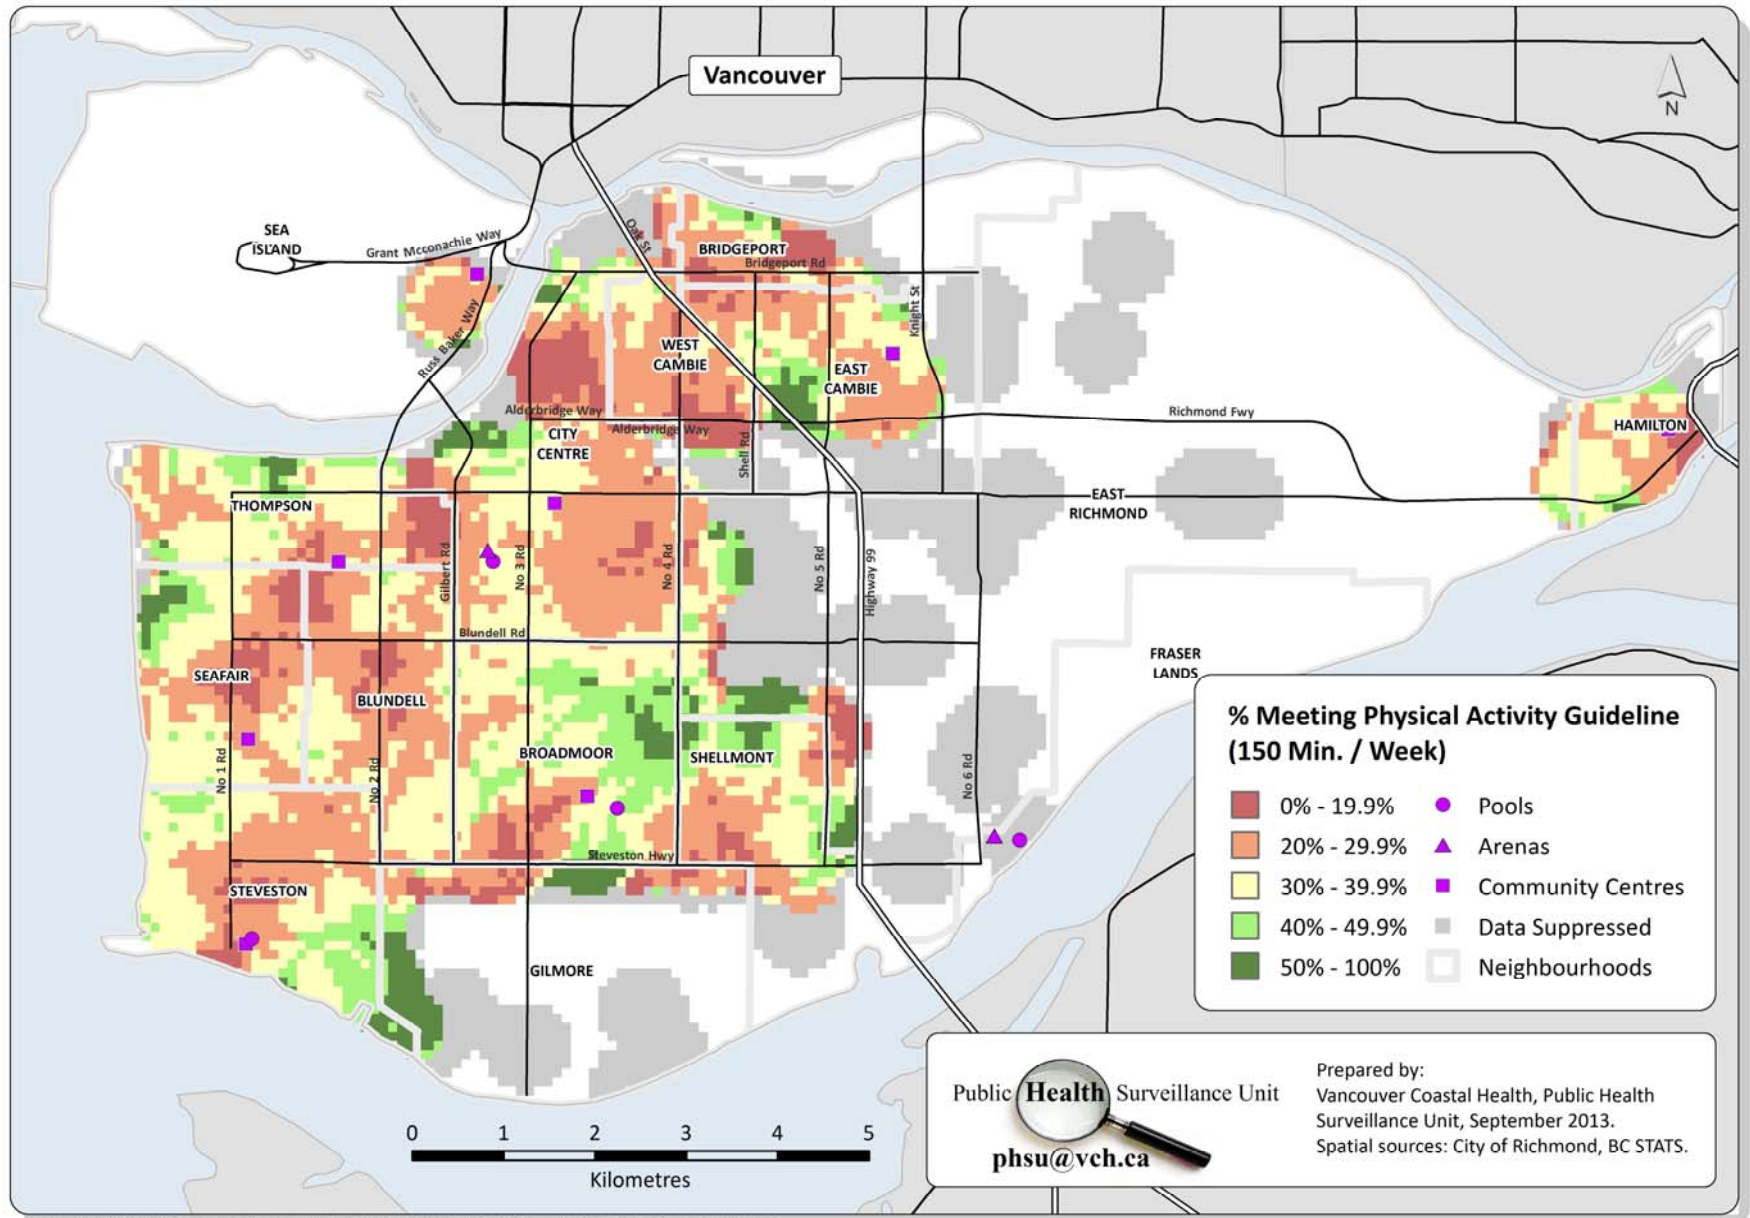 Vancouver
N
SEA
ISLAND
Grant Mcconachie Way
Oak St
BRIDGEPORT
Bridgeport Rd
Russ Baker Way
Knight St
WEST
CAMBIE
EAST
CAMBIE
Alderbridge Way
Alderbridge Way
Richmond Fwy
HAMILTON
CITY
CENTRE
Shell Rd
THOMPSON
EAST
RICHMOND
Gilbert Rd
No 3 Rd
No 4 Rd
No 5 Rd
Highway 99
Blundell Rd
FRASER
LANDS
SEAFAIR
BLUNDELL
BROADMOOR
SHELLMONT
No 1 Rd
No 2 Rd
No 6 Rd
Steveston Hwy
STEVESTON
GILMORE
% Meeting Physical Activity Guideline
(150 Min. / Week)
0% - 19.9% Pools
20% - 29.9% Arenas
30% - 39.9% Community Centres
40% - 49.9% Data Suppressed
50% - 100% Neighbourhoods
0 1 2 3 4 5
Kilometres
Public Health Surveillance Unit
phsu@vch.ca
Prepared by:
Vancouver Coastal Health, Public Health
Surveillance Unit, September 2013.
Spatial sources: City of Richmond, BC STATS.